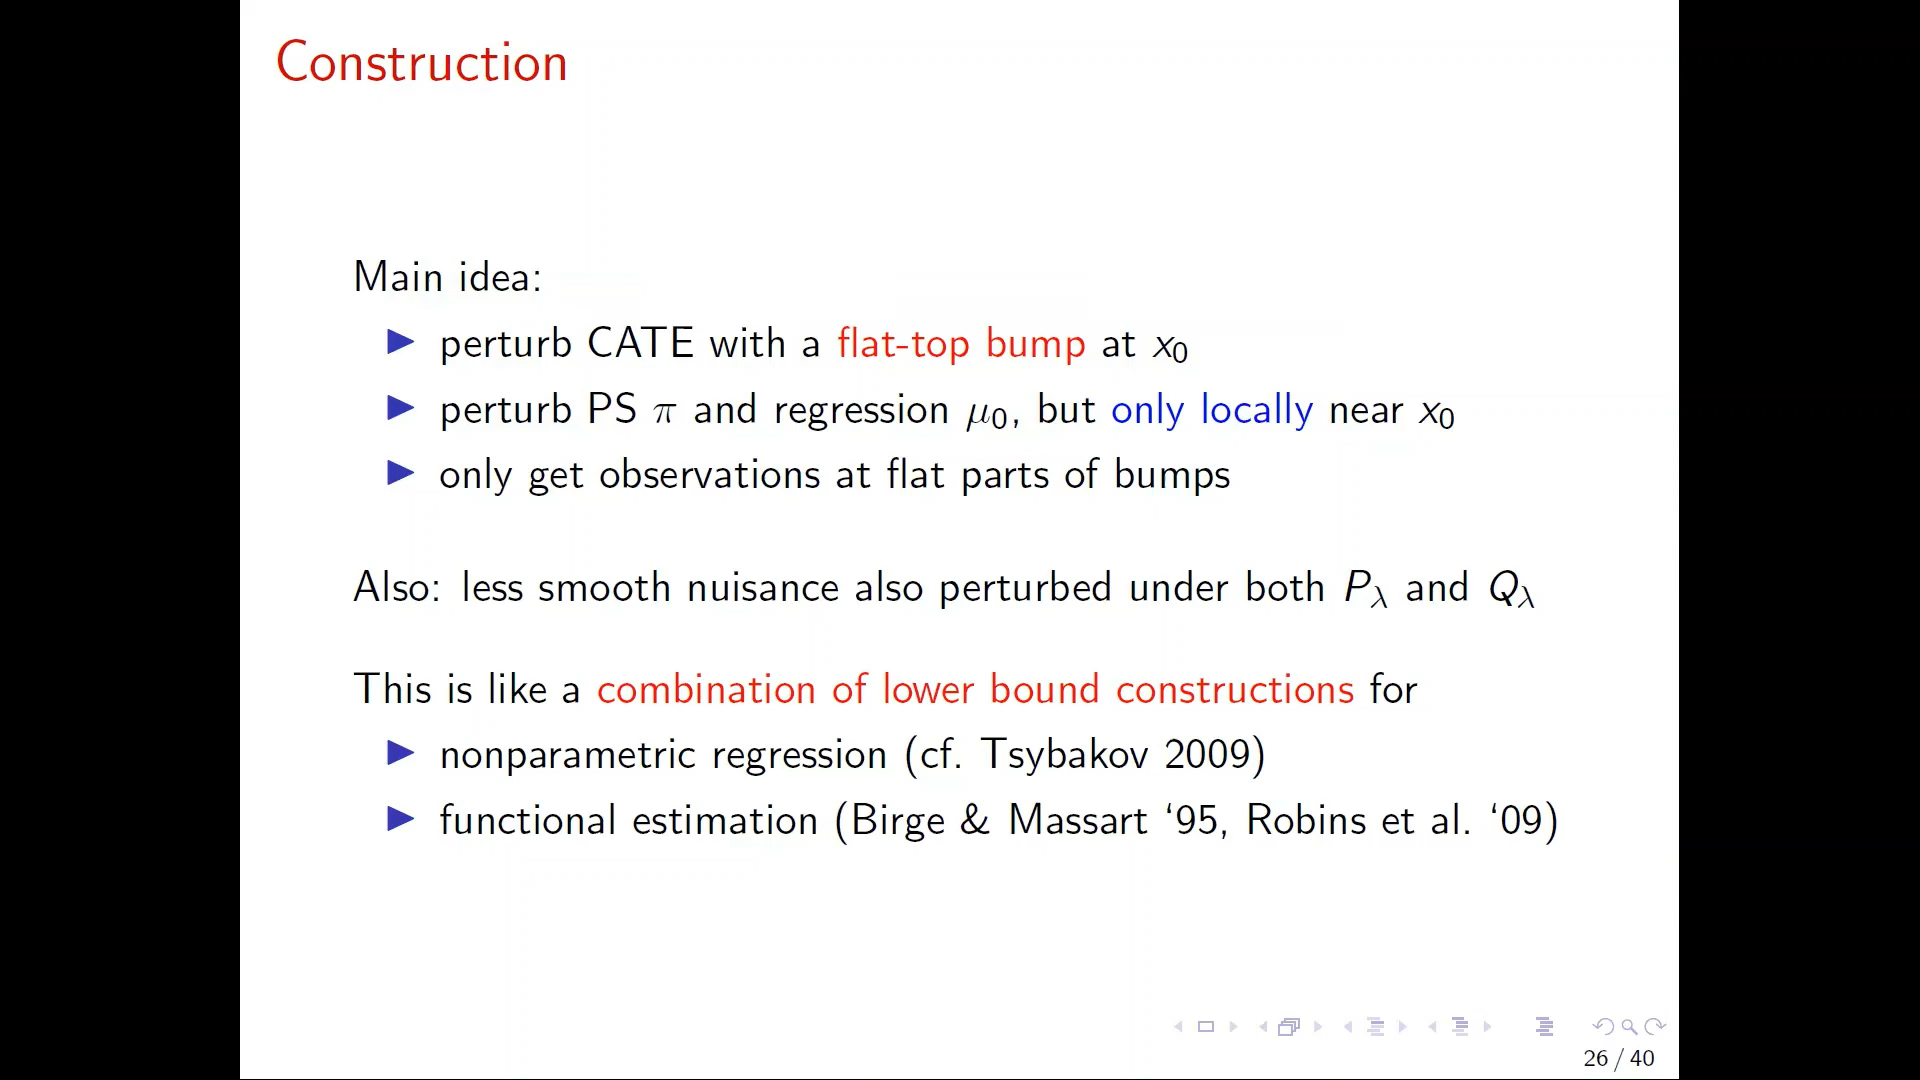 Construction
Main idea:
▶ perturb CATE with a flat-top bump at x₀
▶ perturb PS π and regression μ₀, but only locally near x₀
▶ only get observations at flat parts of bumps
Also: less smooth nuisance also perturbed under both P_λ and Q_λ
This is like a combination of lower bound constructions for
▶ nonparametric regression (cf. Tsybakov 2009)
▶ functional estimation (Birge & Massart ‘95, Robins et al. ‘09)
26 / 40